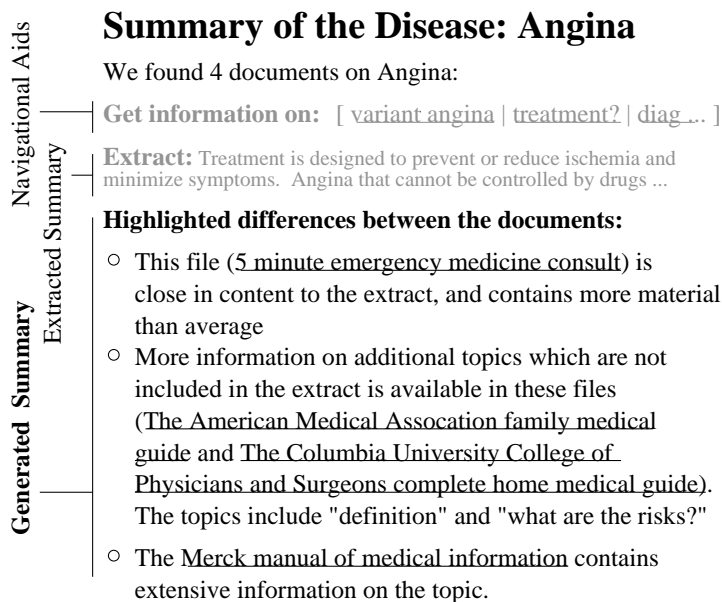 Summary of the Disease: Angina
We found 4 documents on Angina:
Navigational Aids
Get information on: [ variant angina | treatment? | diag ... ]
Extracted Summary
Extract: Treatment is designed to prevent or reduce ischemia and
minimize symptoms. Angina that cannot be controlled by drugs ...
Generated Summary
Highlighted differences between the documents:
○ This file (5 minute emergency medicine consult) is
close in content to the extract, and contains more material
than average
○ More information on additional topics which are not
included in the extract is available in these files
(The American Medical Assocation family medical
guide and The Columbia University College of
Physicians and Surgeons complete home medical guide).
The topics include "definition" and "what are the risks?"
○ The Merck manual of medical information contains
extensive information on the topic.